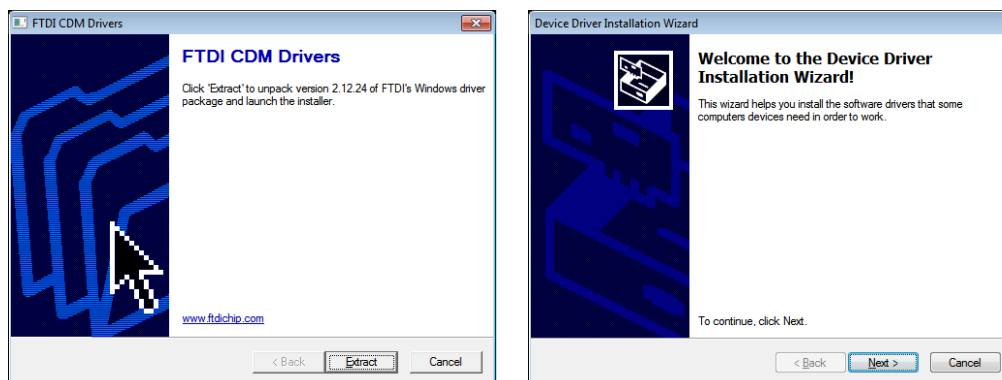 FTDI CDM Drivers
FTDI CDM Drivers
Click 'Extract' to unpack version 2.12.24 of FTDI's Windows driver
package and launch the installer.
www.ftdichip.com
< Back
Extract
Cancel
Device Driver Installation Wizard
Welcome to the Device Driver
Installation Wizard!
This wizard helps you install the software drivers that some
computers devices need in order to work.
To continue, click Next.
< Back
Next >
Cancel